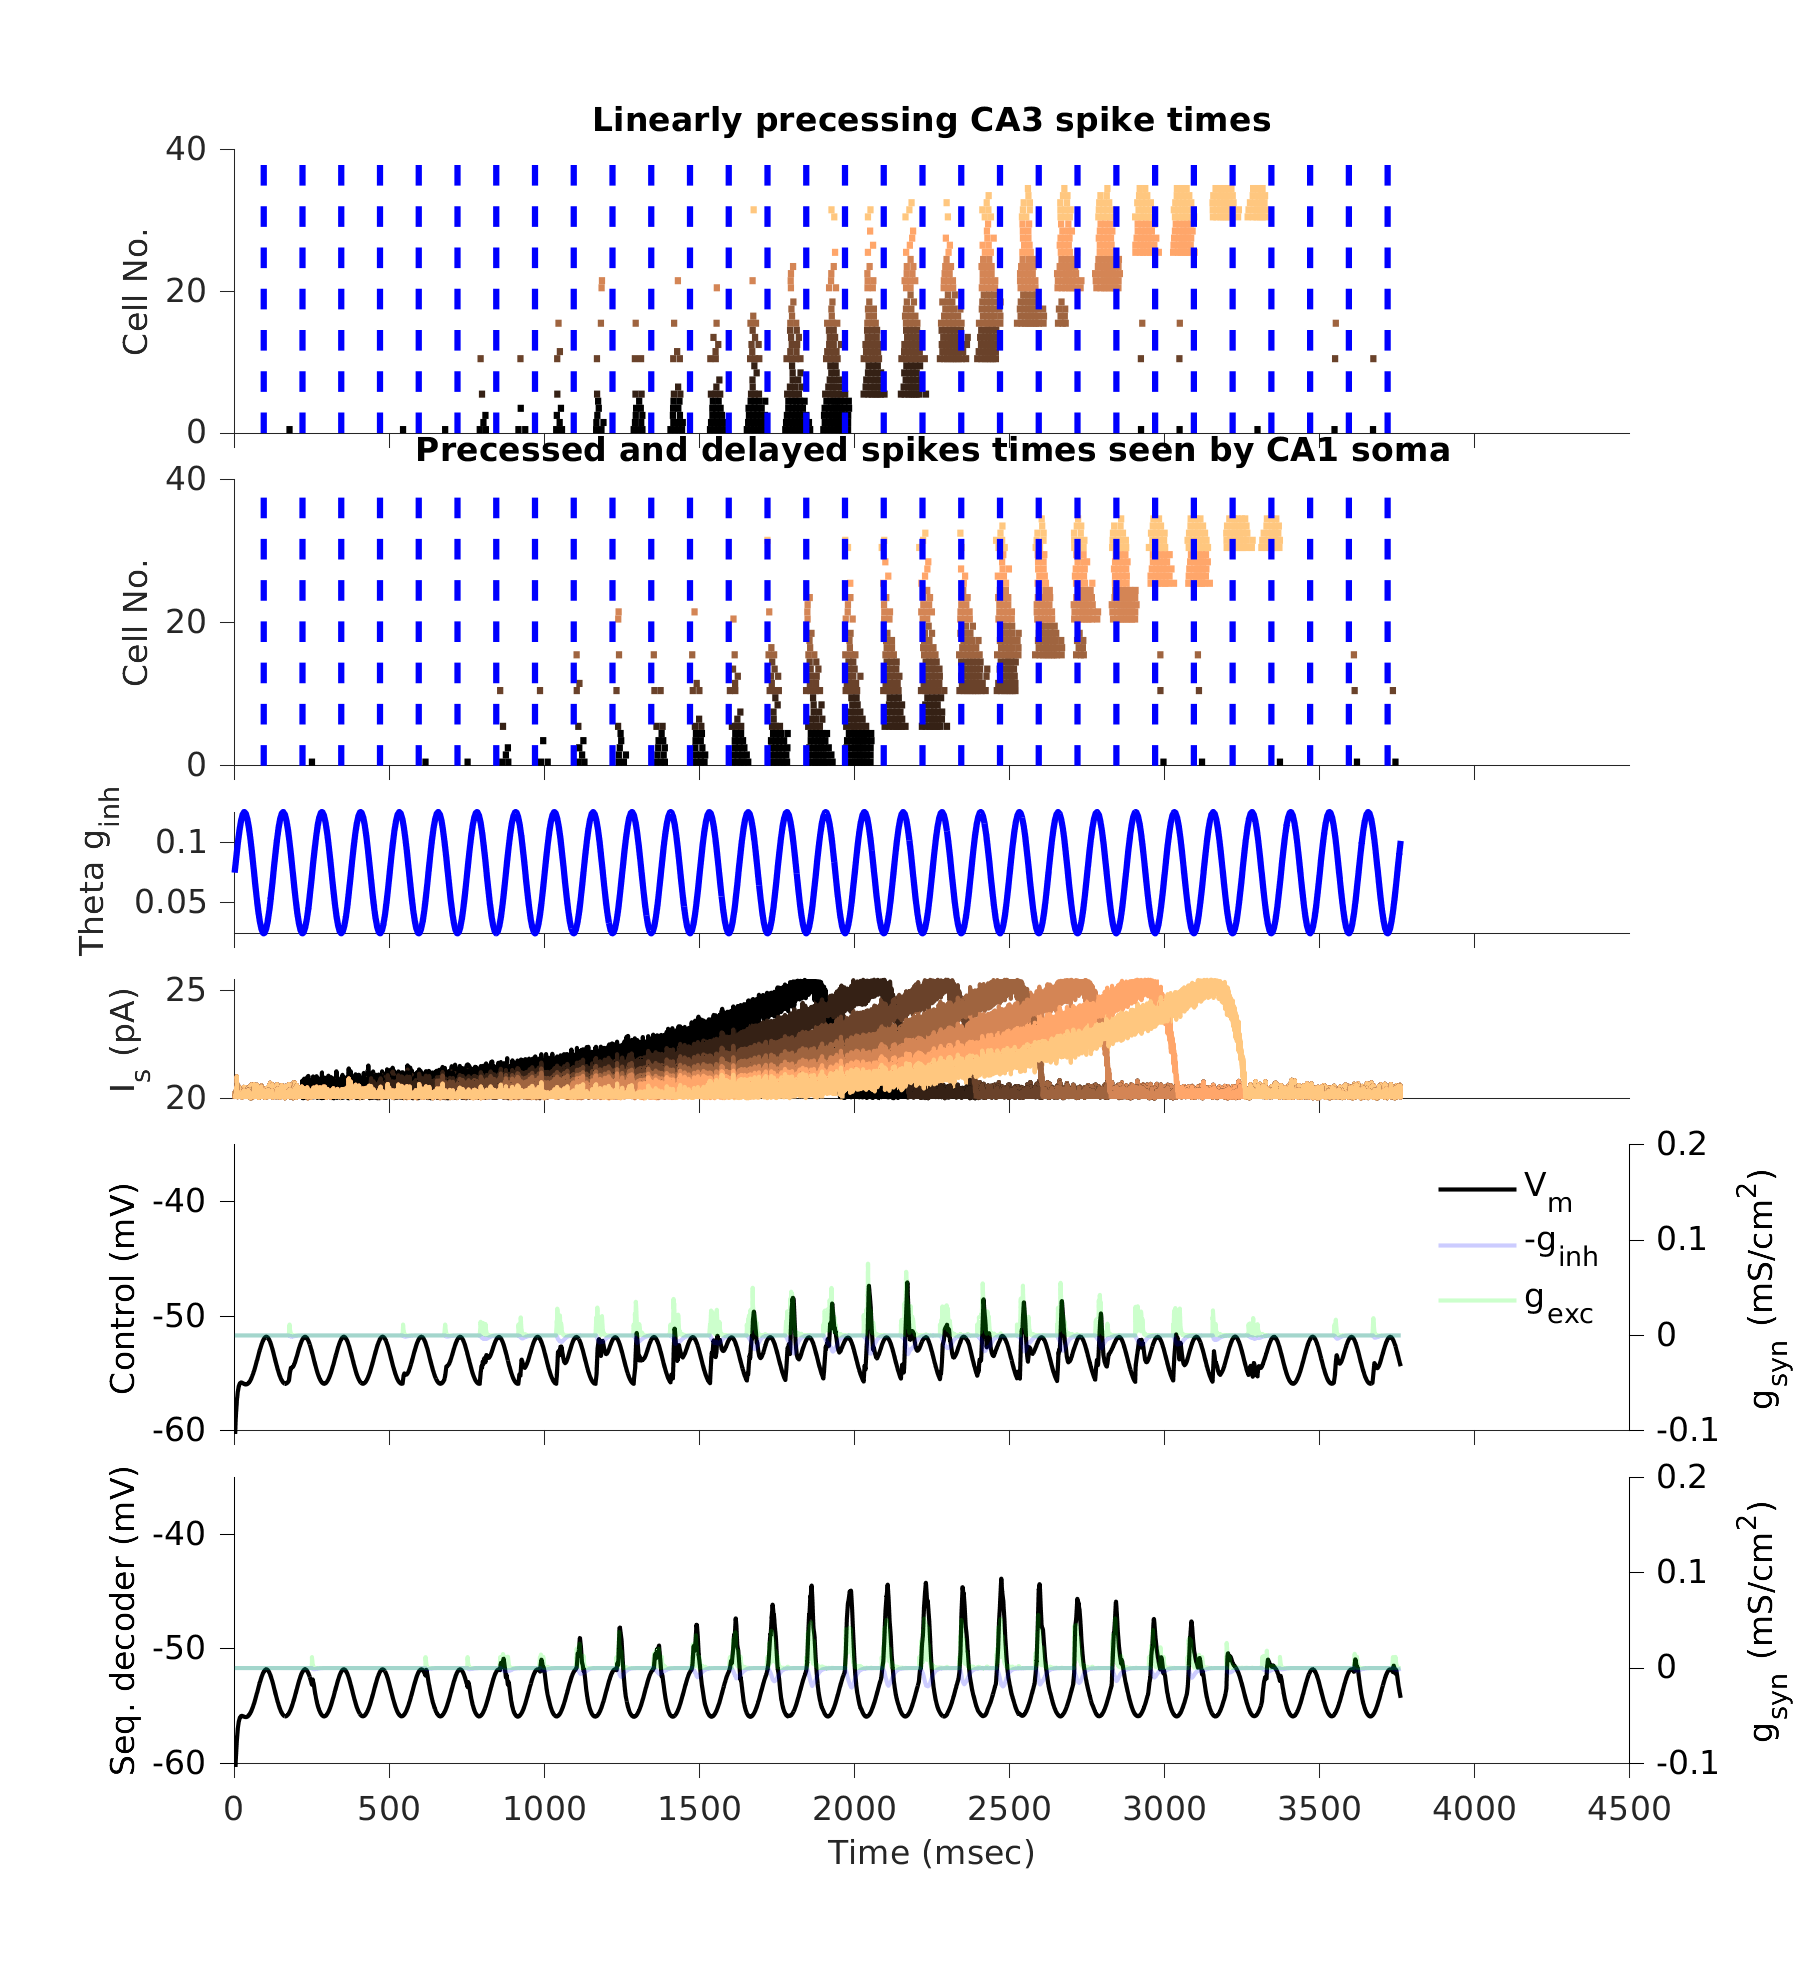 Linearly precessing CA3 spike times
40
20
0
Cell No.
Precessed and delayed spikes times seen by CA1 soma
40
20
0
Cell No.
0.1
0.05
Theta g_inh
25
20
I_s (pA)
-40
-50
-60
Control (mV)
V_m
-g_inh
g_exc
0.2
0.1
0
-0.1
g_syn (mS/cm^2)
-40
-50
-60
Seq. decoder (mV)
0.2
0.1
0
-0.1
g_syn (mS/cm^2)
0 500 1000 1500 2000 2500 3000 3500 4000 4500
Time (msec)